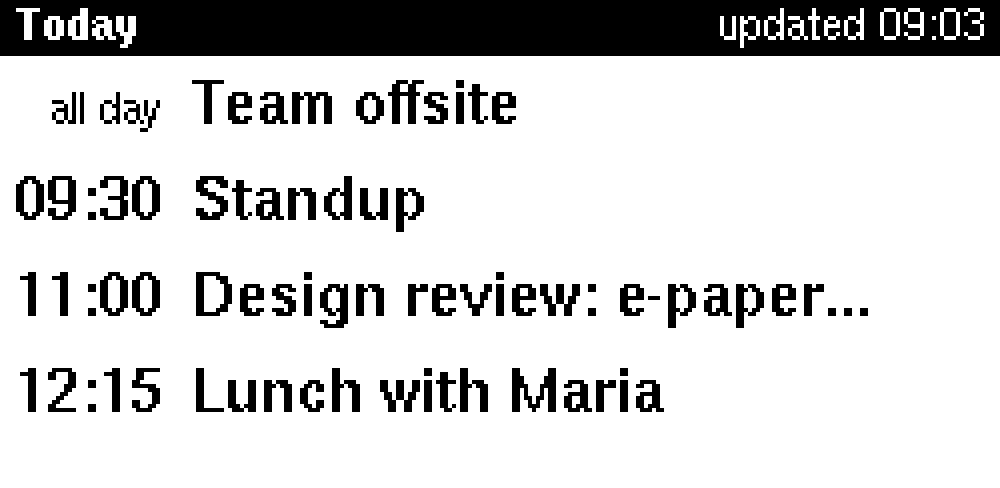 Today updated 09:03
all day Team offsite
09:30 Standup
11:00 Design review: e-paper...
12:15 Lunch with Maria